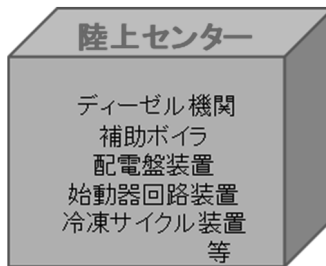 陸上センター
ディーゼル機関
補助ボイラ
配電盤装置
始動器回路装置
冷凍サイクル装置
等